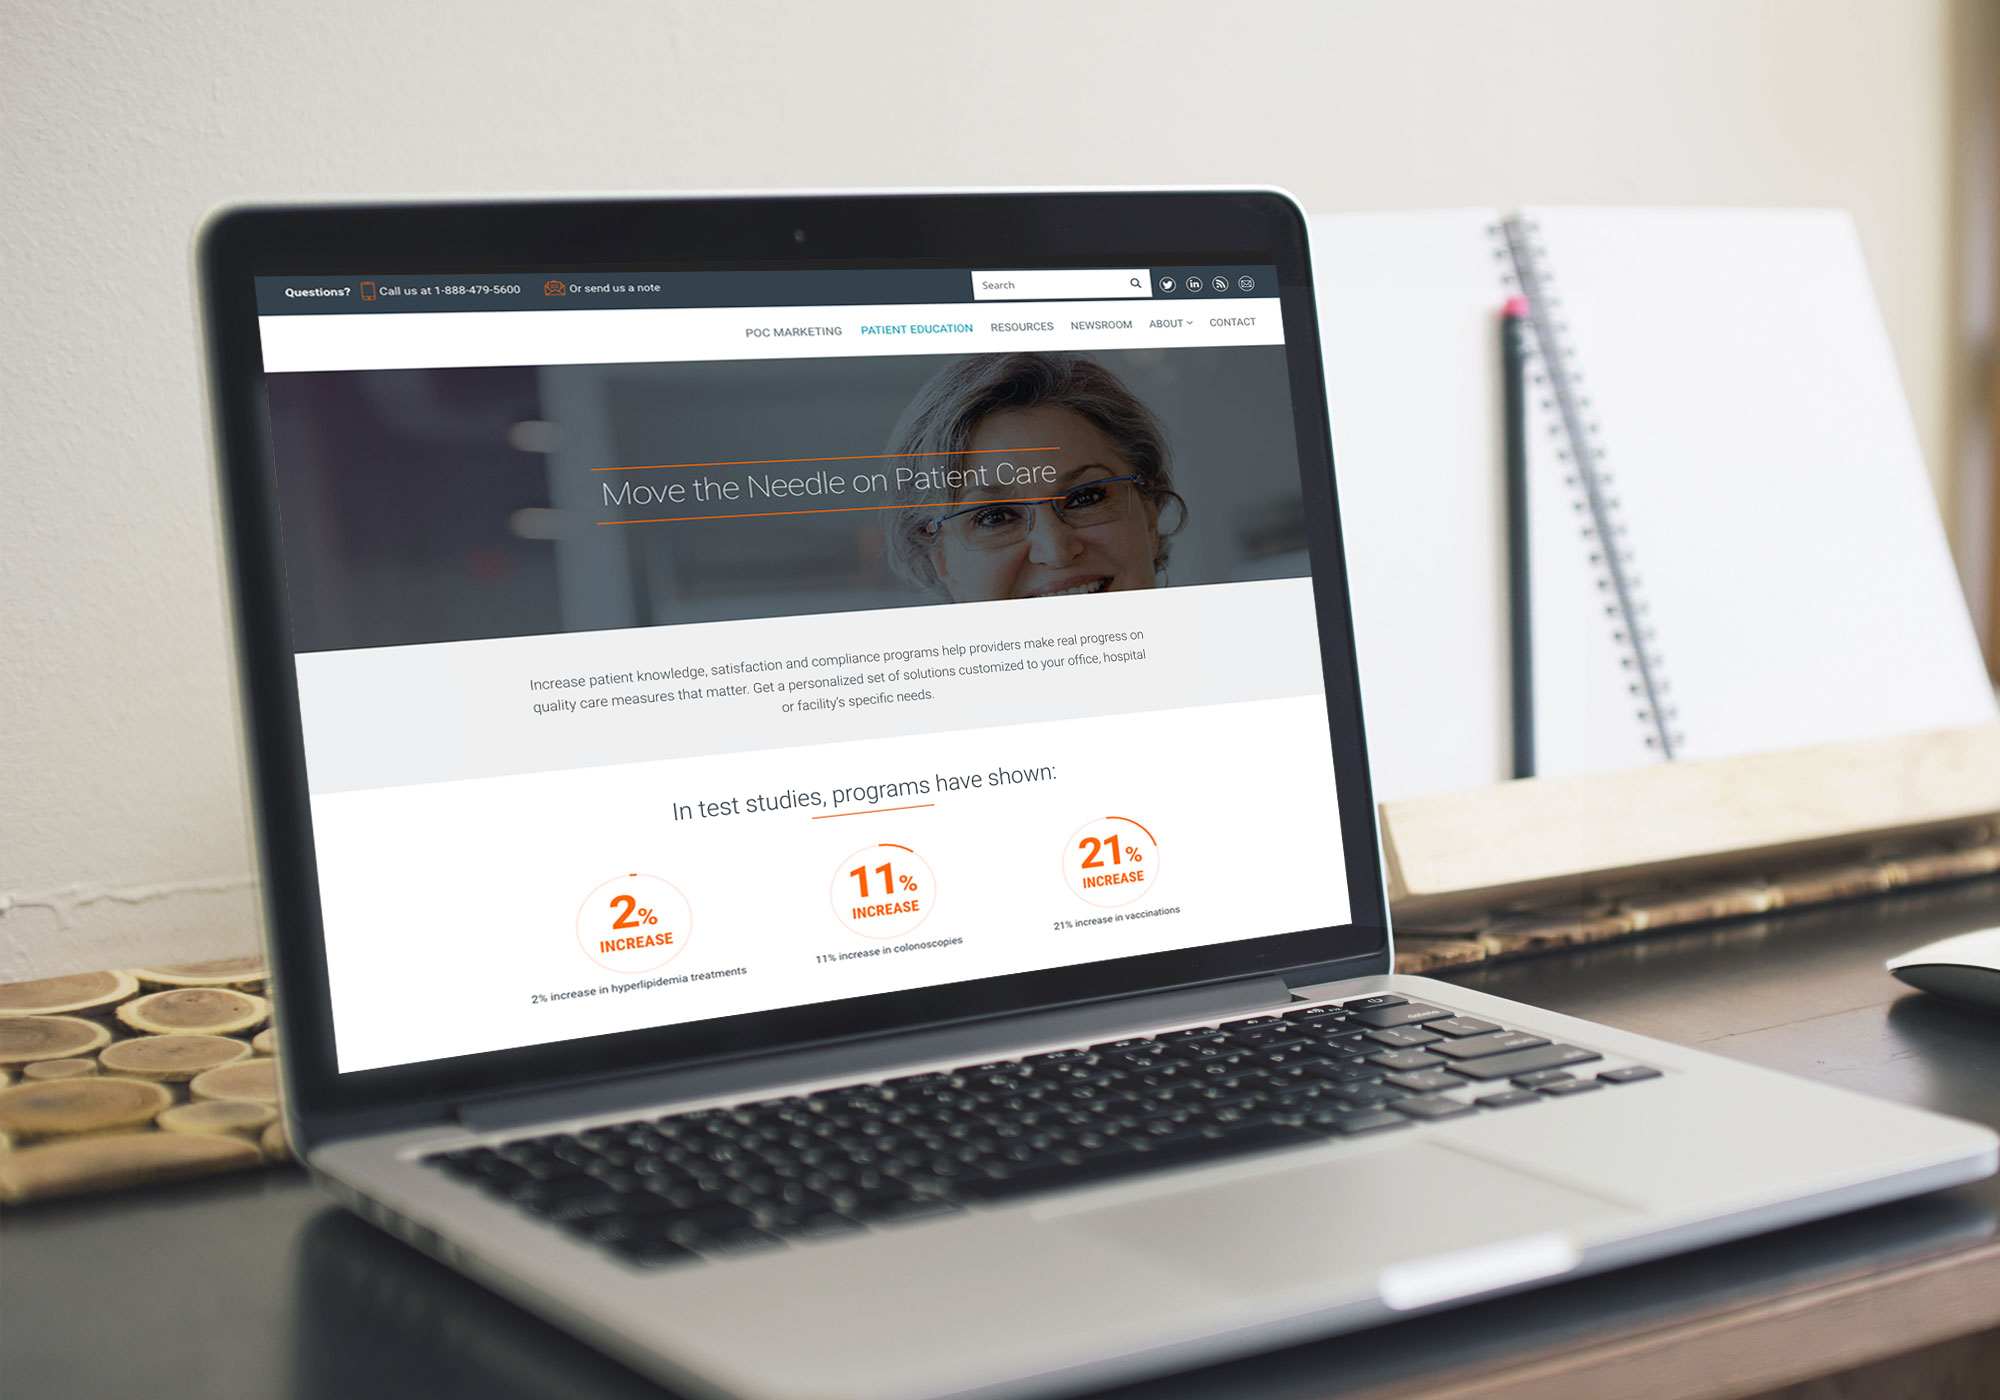 Questions? Call us at 1-888-479-5600 Or send us a note Search
POC MARKETING PATIENT EDUCATION RESOURCES NEWSROOM ABOUT CONTACT
Move the Needle on Patient Care
Increase patient knowledge, satisfaction and compliance programs help providers make real progress on
quality care measures that matter. Get a personalized set of solutions customized to your office, hospital
or facility's specific needs.
In test studies, programs have shown:
2% 11% 21%
INCREASE INCREASE INCREASE
2% increase in hyperlipidemia treatments 11% increase in colonoscopies 21% increase in vaccinations